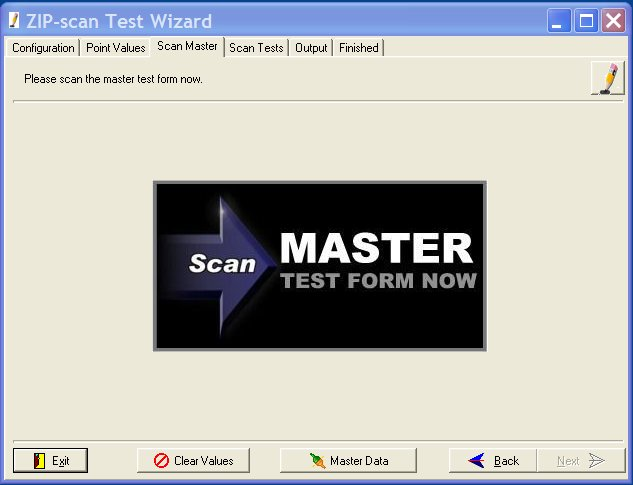 ZIP-scan Test Wizard
Configuration Point Values Scan Master Scan Tests Output Finished
Please scan the master test form now.
Scan MASTER
TEST FORM NOW
Exit Clear Values Master Data Back Next